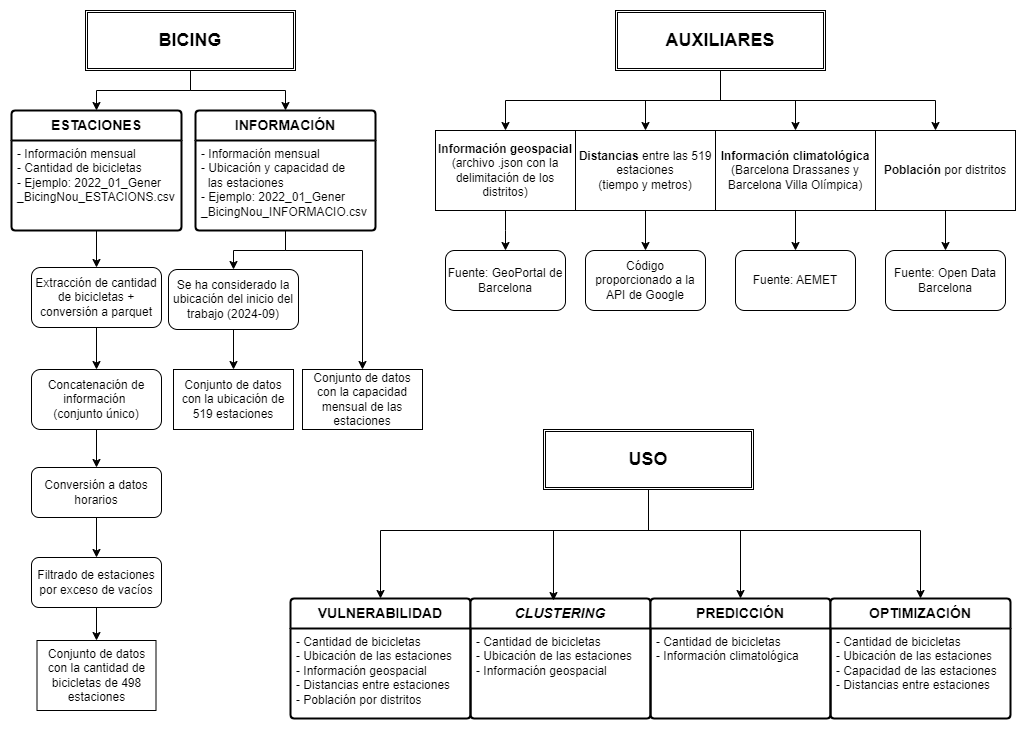 BICING
ESTACIONES
- Información mensual
- Cantidad de bicicletas
- Ejemplo: 2022_01_Gener
_BicingNou_ESTACIONS.csv
INFORMACIÓN
- Información mensual
- Ubicación y capacidad de
las estaciones
- Ejemplo: 2022_01_Gener
_BicingNou_INFORMACIO.csv
Extracción de cantidad
de bicicletas +
conversión a parquet
Concatenación de
información
(conjunto único)
Conversión a datos
horarios
Filtrado de estaciones
por exceso de vacíos
Conjunto de datos
con la cantidad de
bicicletas de 498
estaciones
Se ha considerado la
ubicación del inicio del
trabajo (2024-09)
Conjunto de datos
con la ubicación de
519 estaciones
Conjunto de datos
con la capacidad
mensual de las
estaciones
AUXILIARES
Información geospacial
(archivo .json con la
delimitación de los
distritos)
Distancias entre las 519
estaciones
(tiempo y metros)
Información climatológica
(Barcelona Drassanes y
Barcelona Villa Olímpica)
Población por distritos
Fuente: GeoPortal de
Barcelona
Código
proporcionado a la
API de Google
Fuente: AEMET
Fuente: Open Data
Barcelona
USO
VULNERABILIDAD
- Cantidad de bicicletas
- Ubicación de las estaciones
- Información geospacial
- Distancias entre estaciones
- Población por distritos
CLUSTERING
- Cantidad de bicicletas
- Ubicación de las estaciones
- Información geospacial
PREDICCIÓN
- Cantidad de bicicletas
- Información climatológica
OPTIMIZACIÓN
- Cantidad de bicicletas
- Ubicación de las estaciones
- Capacidad de las estaciones
- Distancias entre estaciones